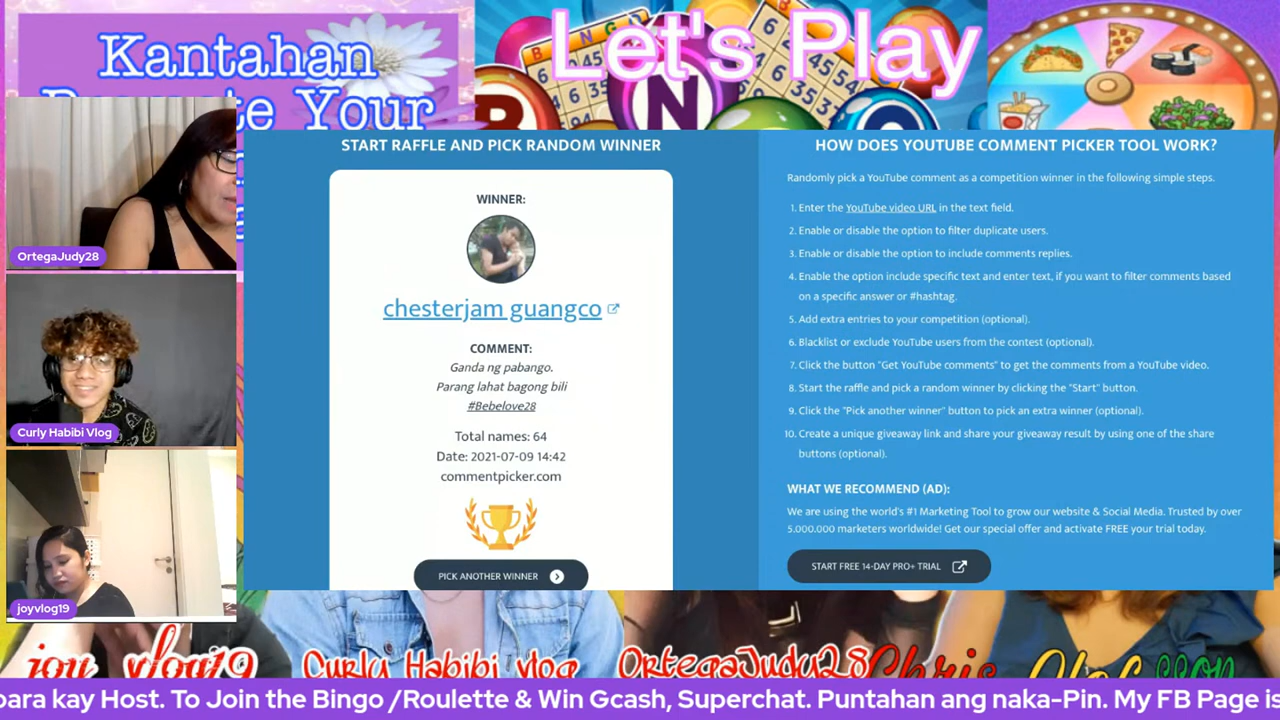 Kantahan
Promote Your
Let's Play
BINGO
OrtegaJudy28
Curly Habibi Vlog
joyvlog19
START RAFFLE AND PICK RANDOM WINNER
WINNER:
chesterjam guangco
COMMENT:
Ganda ng pabango.
Parang lahat bagong bili
#Bebelove28
Total names: 64
Date: 2021-07-09 14:42
commentpicker.com
PICK ANOTHER WINNER
HOW DOES YOUTUBE COMMENT PICKER TOOL WORK?
Randomly pick a YouTube comment as a competition winner in the following simple steps.
1. Enter the YouTube video URL in the text field.
2. Enable or disable the option to filter duplicate users.
3. Enable or disable the option to include comments replies.
4. Enable the option include specific text and enter text, if you want to filter comments based
on a specific answer or #hashtag.
5. Add extra entries to your competition (optional).
6. Blacklist or exclude YouTube users from the contest (optional).
7. Click the button "Get YouTube comments" to get the comments from a YouTube video.
8. Start the raffle and pick a random winner by clicking the "Start" button.
9. Click the "Pick another winner" button to pick an extra winner (optional).
10. Create a unique giveaway link and share your giveaway result by using one of the share
buttons (optional).
WHAT WE RECOMMEND (AD):
We are using the world's #1 Marketing Tool to grow our website & Social Media. Trusted by over
5.000.000 marketers worldwide! Get our special offer and activate FREE your trial today.
START FREE 14-DAY PRO+ TRIAL
joy vlog19
Curly Habibi vlog
OrtegaJudy28
para kay Host. To Join the Bingo /Roulette & Win Gcash, Superchat. Puntahan ang naka-Pin. My FB Page is